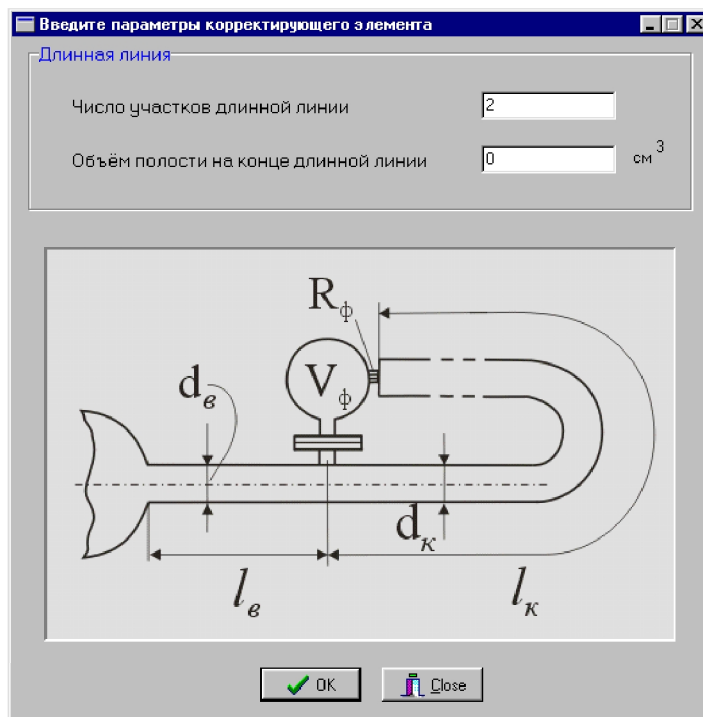 Введите параметры корректирующего элемента
Длинная линия
Число участков длинной линии 2
Объём полости на конце длинной линии 0 см 3
R ф
V ф
d в
d к
l в
l к
OK Close